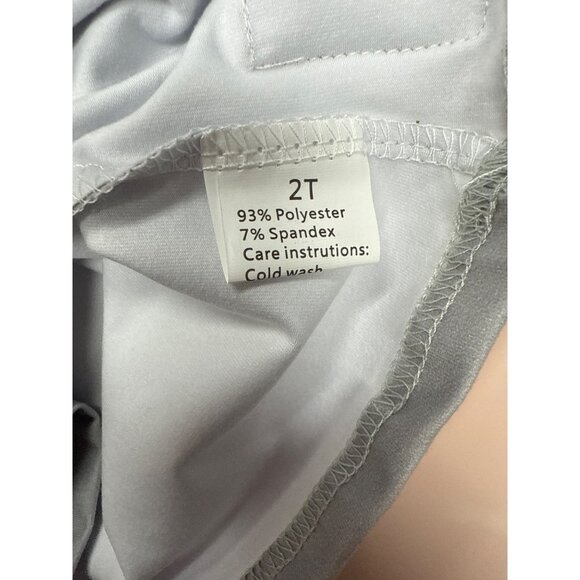 2T
93% Polyester
7% Spandex
Care instrutions:
Cold wash